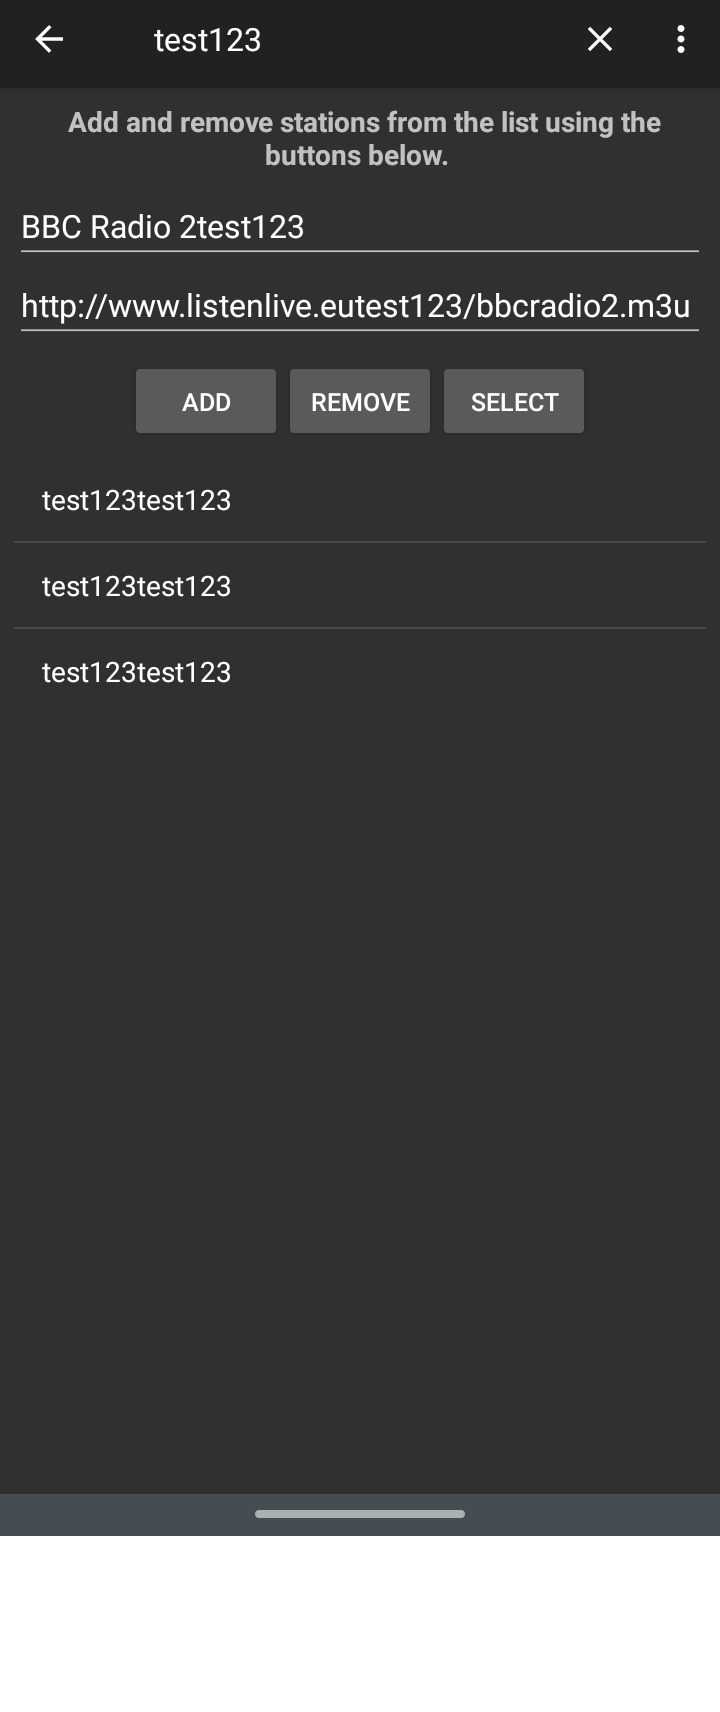 test123
Add and remove stations from the list using the
buttons below.
BBC Radio 2test123
http://www.listenlive.eutest123/bbcradio2.m3u
ADD REMOVE SELECT
test123test123
test123test123
test123test123